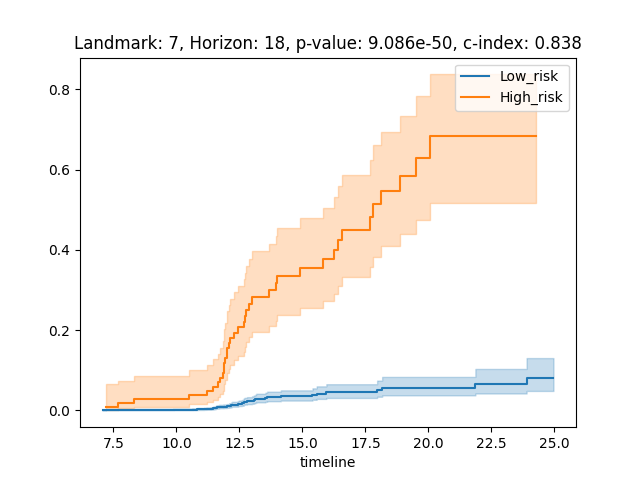 Landmark: 7, Horizon: 18, p-value: 9.086e-50, c-index: 0.838
Low_risk
High_risk
0.8
0.6
0.4
0.2
0.0
7.5 10.0 12.5 15.0 17.5 20.0 22.5 25.0
timeline